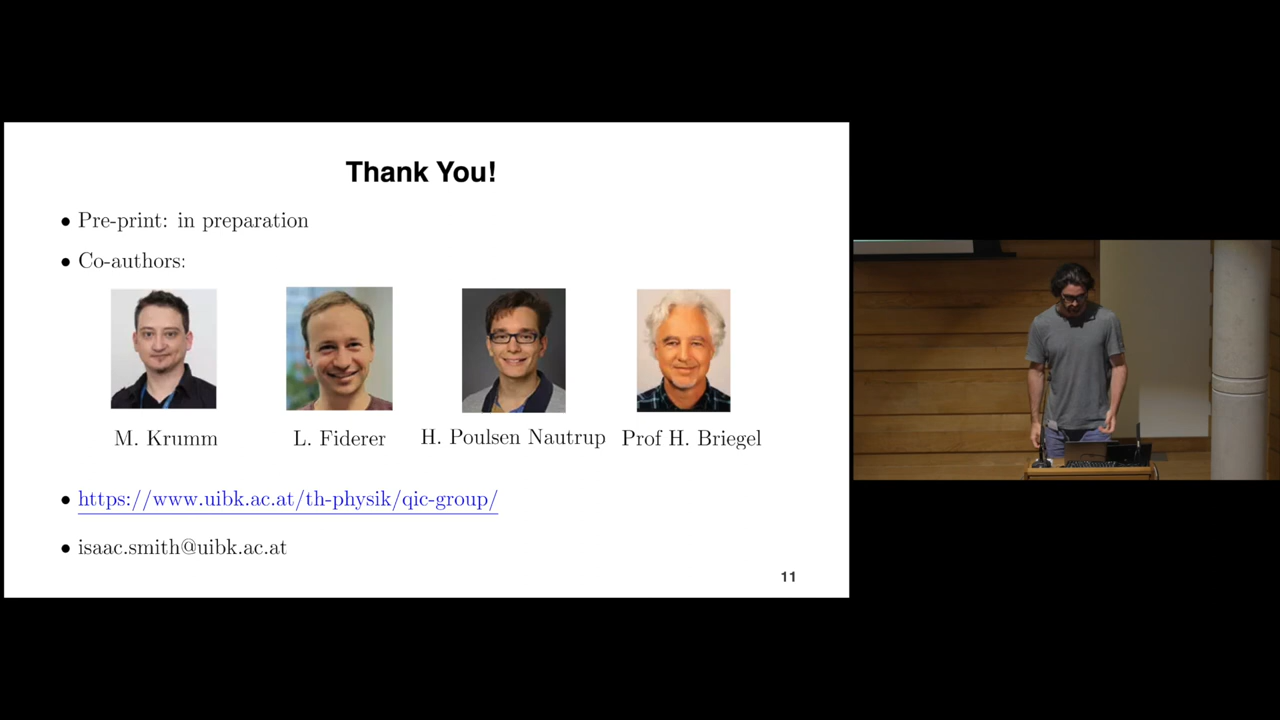 Thank You!
• Pre-print: in preparation
• Co-authors:
M. Krumm
L. Fiderer
H. Poulsen Nautrup
Prof H. Briegel
• https://www.uibk.ac.at/th-physik/qic-group/
• isaac.smith@uibk.ac.at
11